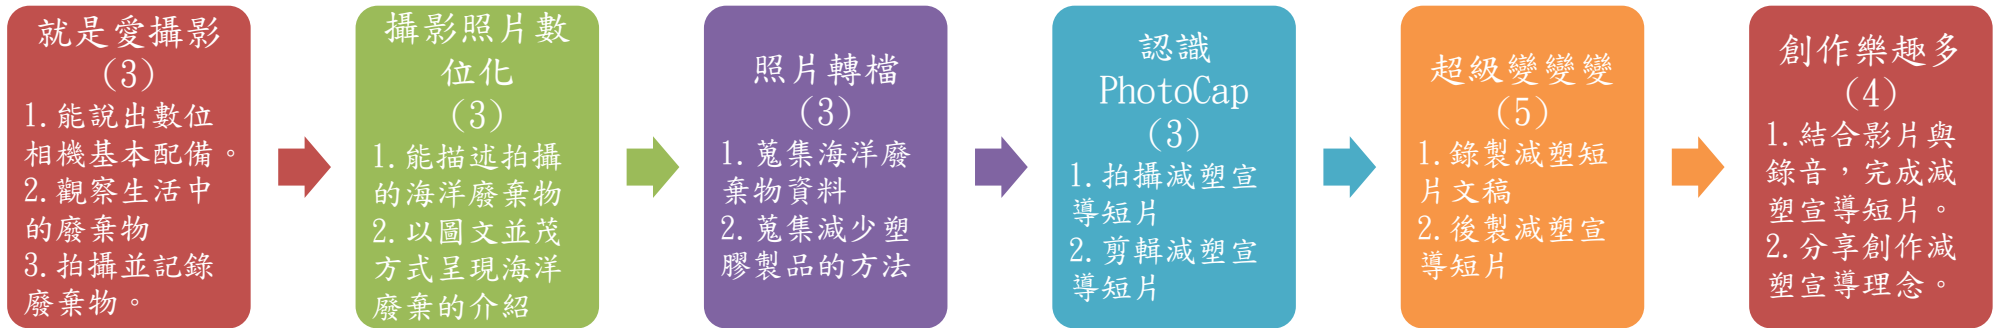 就是愛攝影
(3)
1.能說出數位
相機基本配備。
2.觀察生活中
的廢棄物
3.拍攝並記錄
廢棄物。
攝影照片數
位化
(3)
1.能描述拍攝
的海洋廢棄物
2.以圖文並茂
方式呈現海洋
廢棄的介紹
照片轉檔
(3)
1.蒐集海洋廢
棄物資料
2.蒐集減少塑
膠製品的方法
認識
PhotoCap
(3)
1.拍攝減塑宣
導短片
2.剪輯減塑宣
導短片
超級變變變
(5)
1.錄製減塑短
片文稿
2.後製減塑宣
導短片
創作樂趣多
(4)
1.結合影片與
錄音，完成減
塑宣導短片。
2.分享創作減
塑宣導理念。